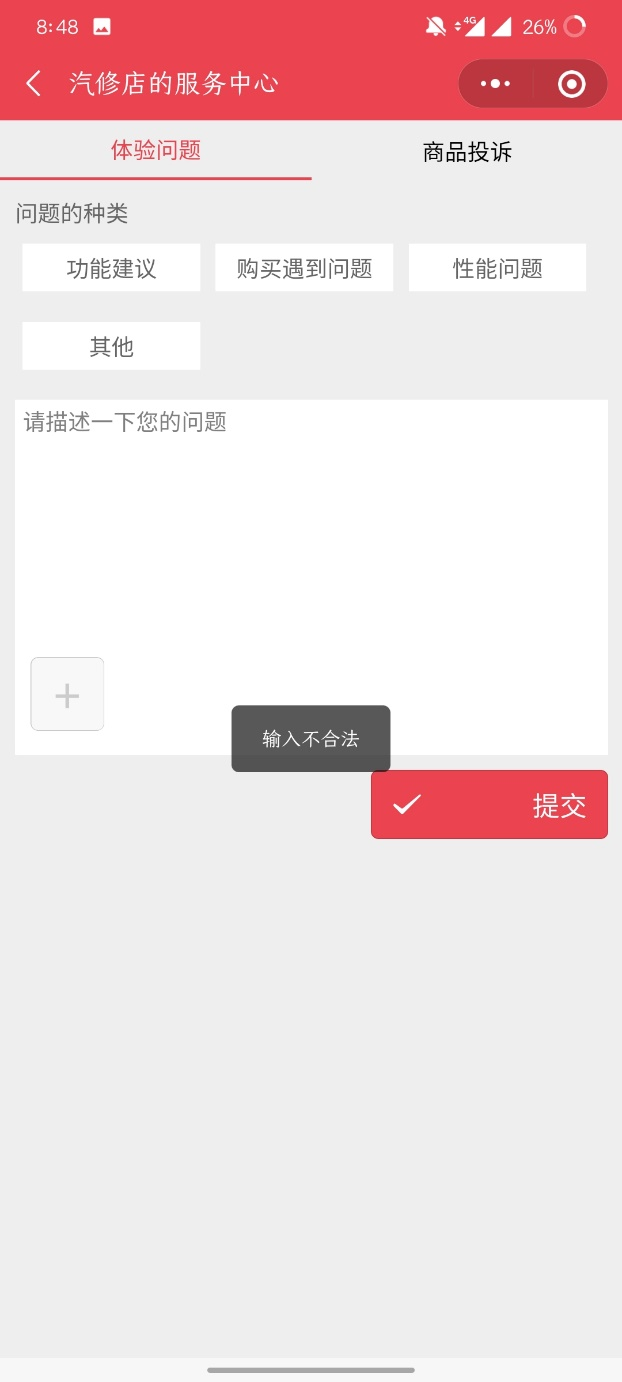 8:48
4G
26%
汽修店的服务中心
体验问题
商品投诉
问题的种类
功能建议
购买遇到问题
性能问题
其他
请描述一下您的问题
输入不合法
提交